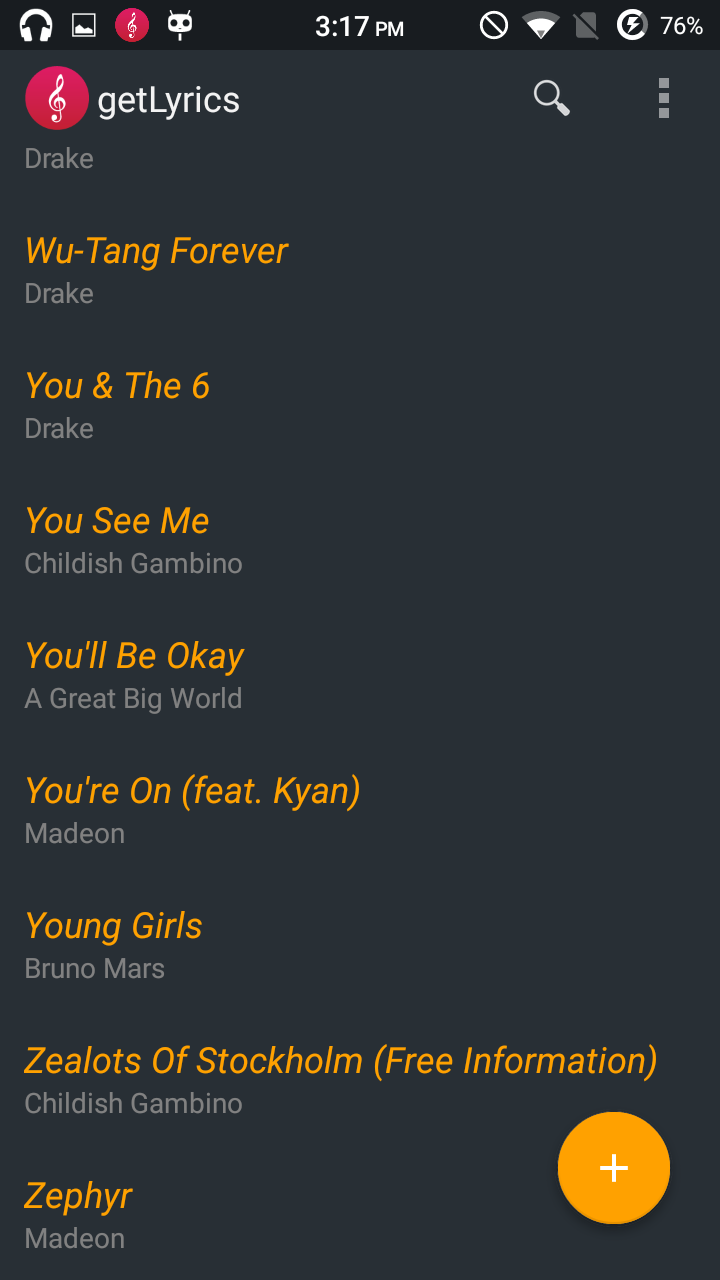 3:17 PM
76%
getLyrics
Drake
Wu-Tang Forever
Drake
You & The 6
Drake
You See Me
Childish Gambino
You'll Be Okay
A Great Big World
You're On (feat. Kyan)
Madeon
Young Girls
Bruno Mars
Zealots Of Stockholm (Free Information)
Childish Gambino
Zephyr
Madeon